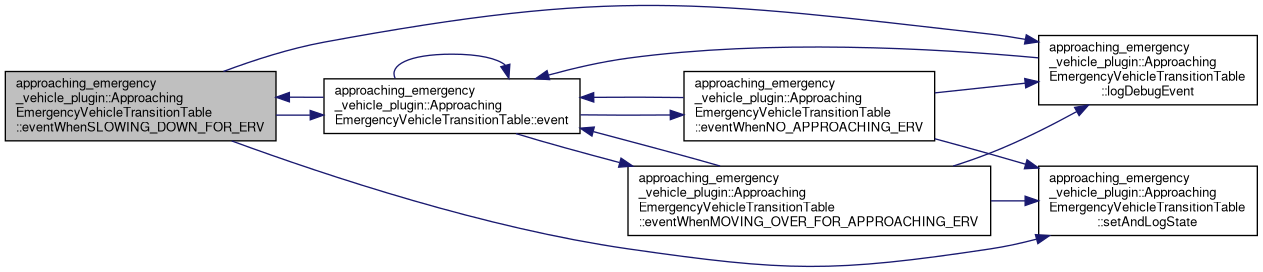 approaching_emergency
_vehicle_plugin::Approaching
EmergencyVehicleTransitionTable
::eventWhenSLOWING_DOWN_FOR_ERV
approaching_emergency
_vehicle_plugin::Approaching
EmergencyVehicleTransitionTable::event
approaching_emergency
_vehicle_plugin::Approaching
EmergencyVehicleTransitionTable
::eventWhenNO_APPROACHING_ERV
approaching_emergency
_vehicle_plugin::Approaching
EmergencyVehicleTransitionTable
::eventWhenMOVING_OVER_FOR_APPROACHING_ERV
approaching_emergency
_vehicle_plugin::Approaching
EmergencyVehicleTransitionTable
::logDebugEvent
approaching_emergency
_vehicle_plugin::Approaching
EmergencyVehicleTransitionTable
::setAndLogState